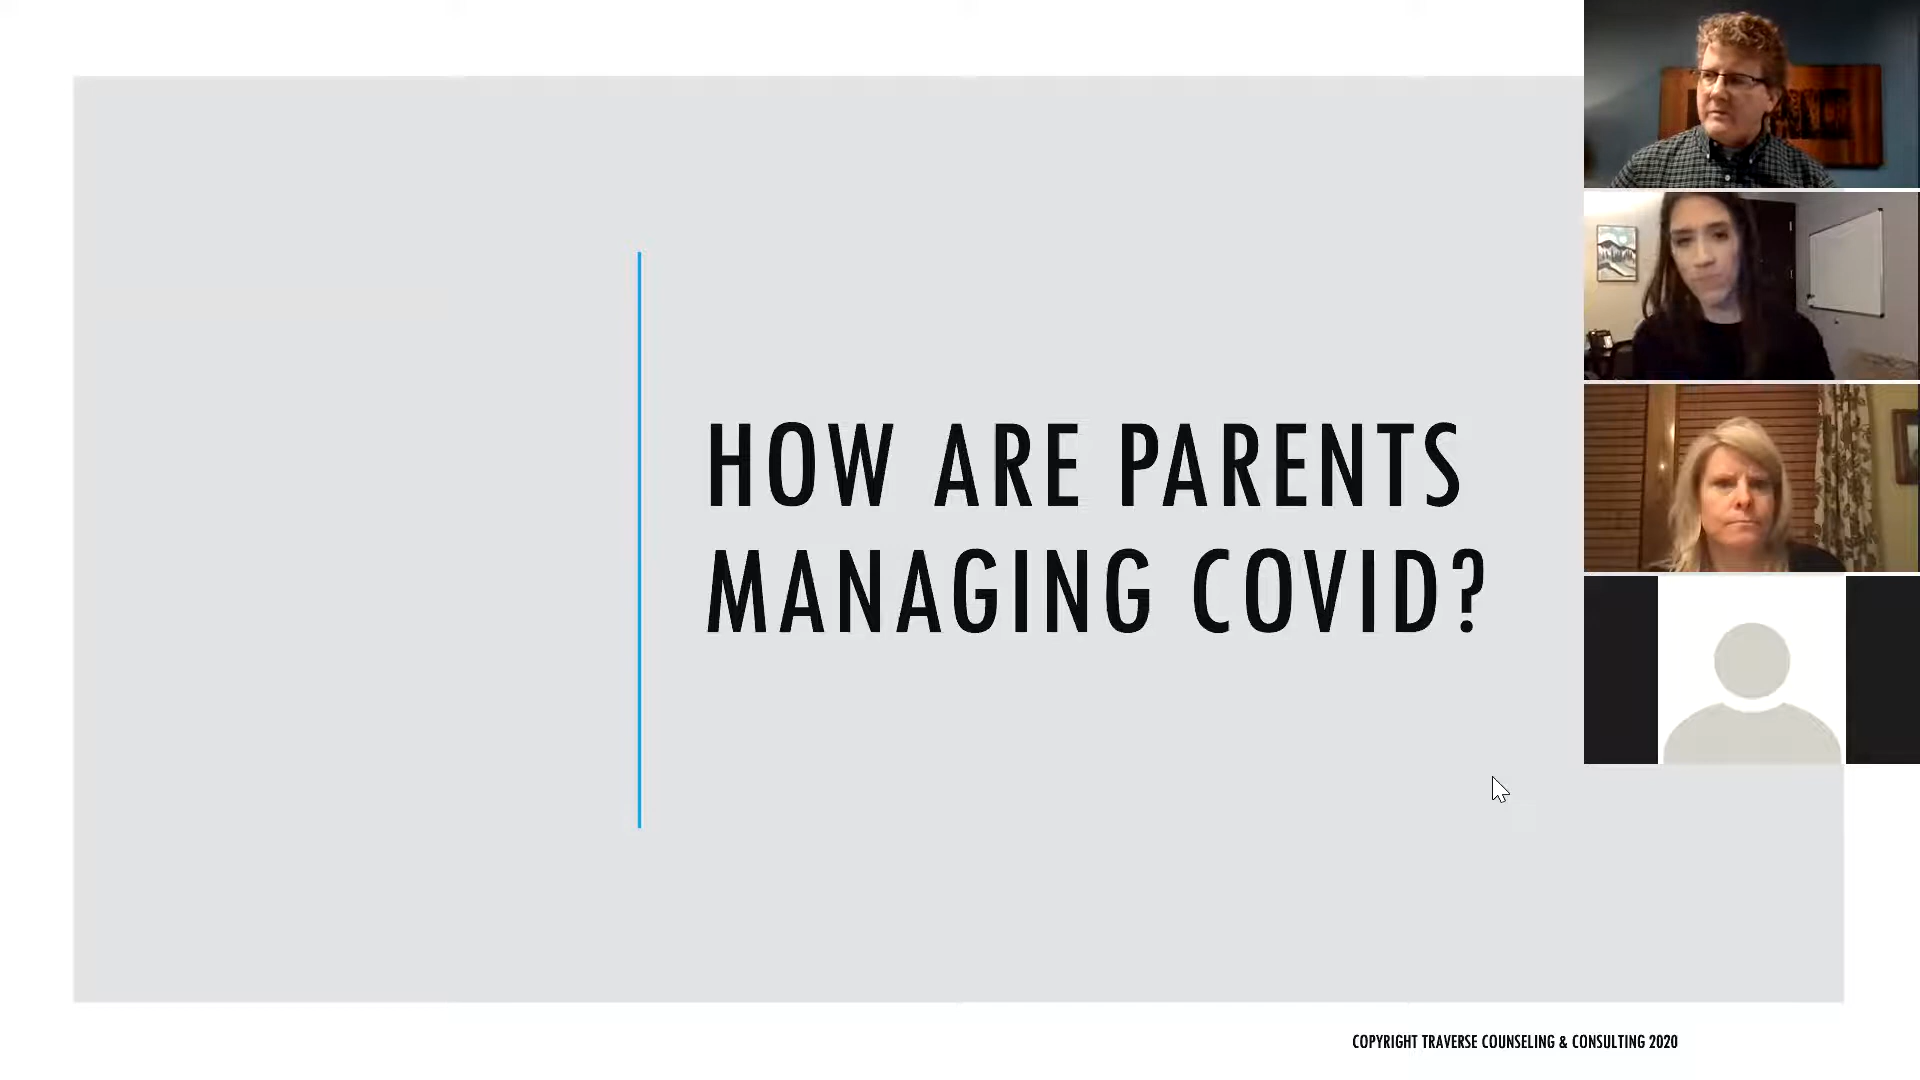 HOW ARE PARENTS
MANAGING COVID?
COPYRIGHT TRAVERSE COUNSELING & CONSULTING 2020